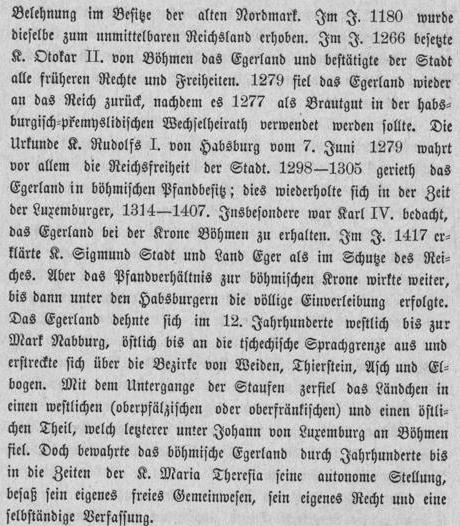 Belehnung im Besitze der alten Nordmark. Im J. 1180 wurde
dieselbe zum unmittelbaren Reichsland erhoben. Im J. 1266 besetzte
K. Otokar II. von Böhmen das Egerland und bestätigte der Stadt
alle früheren Rechte und Freiheiten. 1279 fiel das Egerland wieder
an das Reich zurück, nachdem es 1277 als Brautgut in der habs-
burgisch-přemyslidischen Wechselheirath verwendet werden sollte. Die
Urkunde K. Rudolfs I. von Habsburg vom 7. Juni 1279 wahrt
vor allem die Reichsfreiheit der Stadt. 1298—1305 gerieth das
Egerland in böhmischen Pfandbesitz; dies wiederholte sich in der Zeit
der Luxemburger, 1314—1407. Insbesondere war Karl IV. bedacht,
das Egerland bei der Krone Böhmen zu erhalten. Im J. 1417 er-
klärte K. Sigmund Stadt und Land Eger als im Schutze des Rei-
ches. Aber das Pfandverhältnis zur böhmischen Krone wirkte weiter,
bis dann unter den Habsburgern die völlige Einverleibung erfolgte.
Das Egerland dehnte sich im 12. Jahrhunderte westlich bis zur
Mark Nabburg, östlich bis an die tschechische Sprachgrenze aus und
erstreckte sich über die Bezirke von Weiden, Thierstein, Asch und El-
bogen. Mit dem Untergange der Staufen zerfiel das Ländchen in
einen westlichen (oberpfälzischen oder oberfränkischen) und einen östli-
chen Theil, welch letzterer unter Johann von Luxemburg an Böhmen
fiel. Doch bewahrte das böhmische Egerland durch Jahrhunderte bis
in die Zeiten der K. Maria Theresia seine autonome Stellung,
besaß sein eigenes freies Gemeinwesen, sein eigenes Recht und eine
selbständige Verfassung.